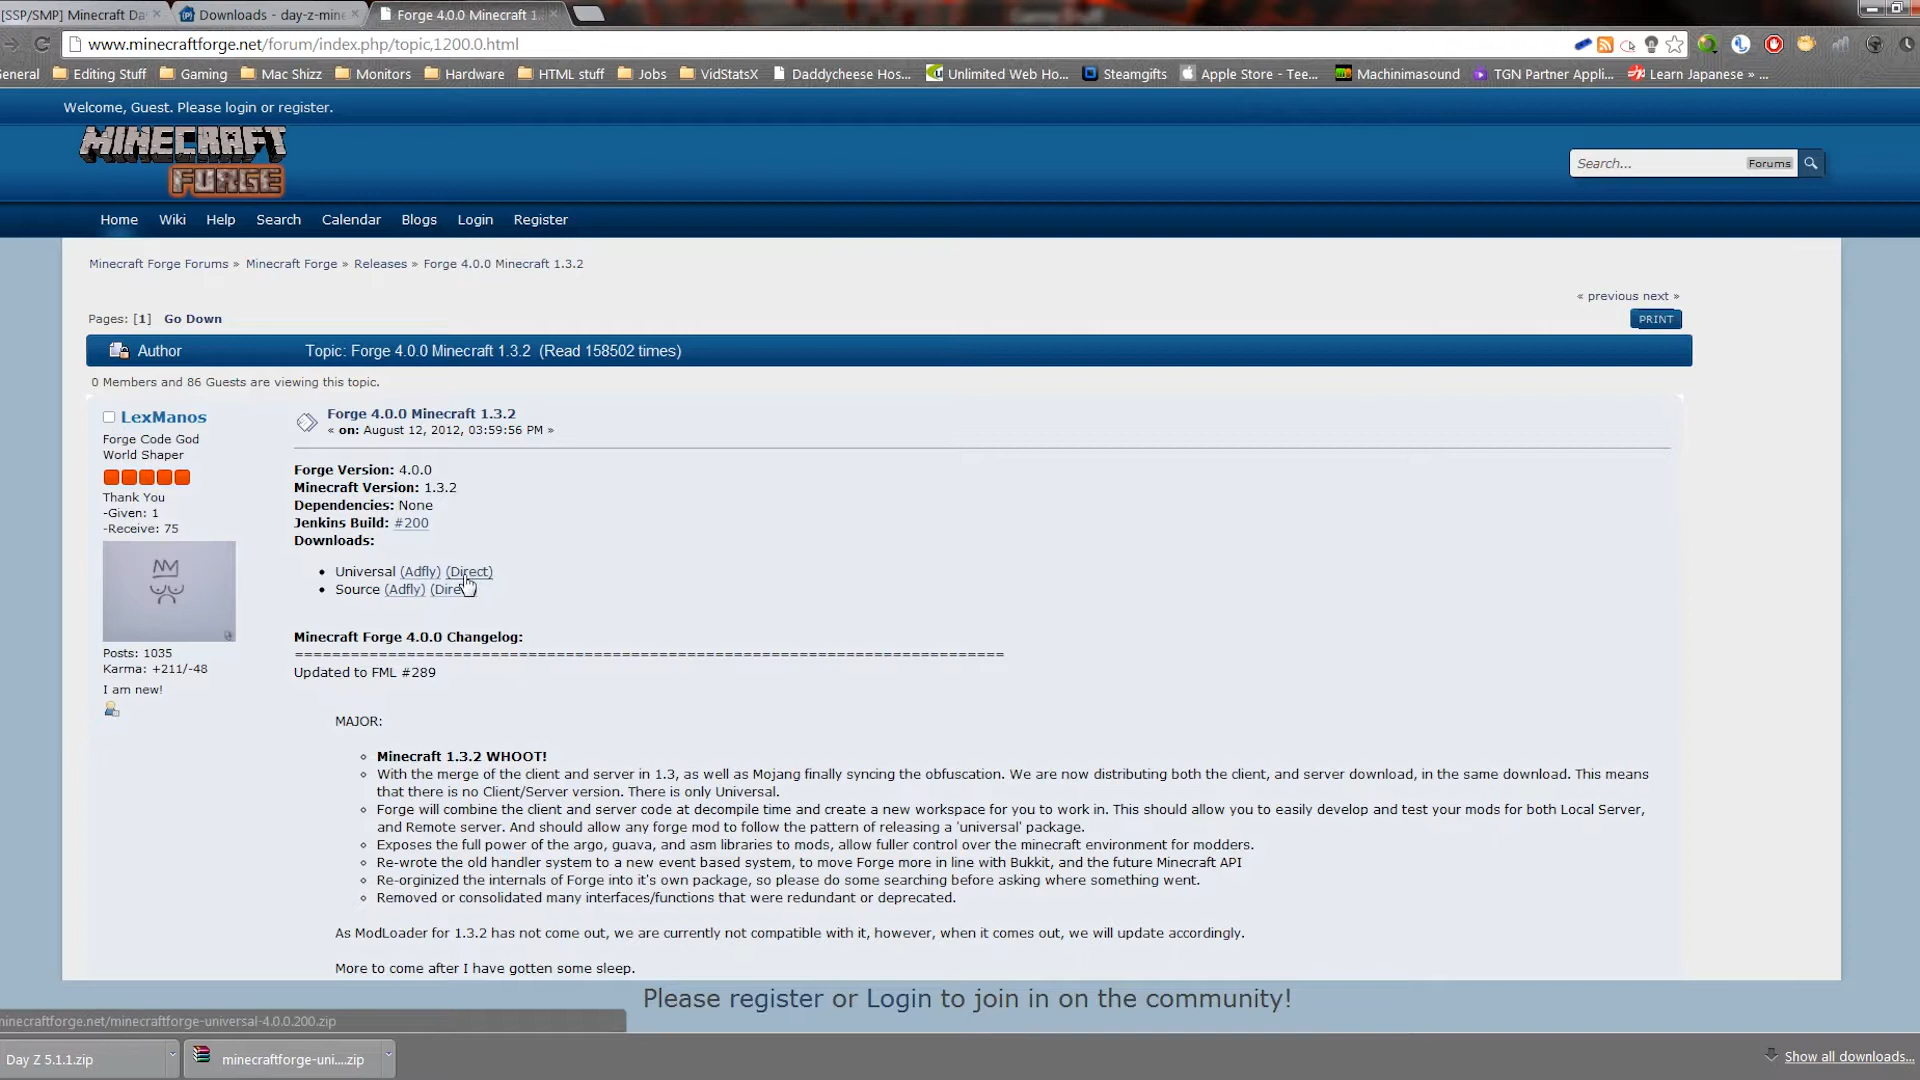 [SSP/SMP] Minecraft Da
Downloads - day-z-mine
Forge 4.0.0 Minecraft 1.
www.minecraftforge.net/forum/index.php/topic,1200.0.html
General
Editing Stuff
Gaming
Mac Shizz
Monitors
Hardware
HTML stuff
Jobs
VidStatsX
Daddycheese Hos...
Unlimited Web Ho...
Steamgifts
Apple Store - Tee...
Machinimasound
TGN Partner Appli...
Learn Japanese » ...
Welcome, Guest. Please login or register.
MINECRAFT
FORGE
Search...
Forums
Home Wiki Help Search Calendar Blogs Login Register
Minecraft Forge Forums » Minecraft Forge » Releases » Forge 4.0.0 Minecraft 1.3.2
« previous next »
Pages: [1] Go Down
PRINT
Author
Topic: Forge 4.0.0 Minecraft 1.3.2 (Read 158502 times)
0 Members and 86 Guests are viewing this topic.
LexManos
Forge Code God
World Shaper
Thank You
-Given: 1
-Receive: 75
Posts: 1035
Karma: +211/-48
I am new!
Forge 4.0.0 Minecraft 1.3.2
« on: August 12, 2012, 03:59:56 PM »
Forge Version: 4.0.0
Minecraft Version: 1.3.2
Dependencies: None
Jenkins Build: #200
Downloads:
• Universal (Adfly) (Direct)
• Source (Adfly) (Dire
Minecraft Forge 4.0.0 Changelog:
================================================================================
Updated to FML #289
MAJOR:
Minecraft 1.3.2 WHOOT!
With the merge of the client and server in 1.3, as well as Mojang finally syncing the obfuscation. We are now distributing both the client, and server download, in the same download. This means
that there is no Client/Server version. There is only Universal.
Forge will combine the client and server code at decompile time and create a new workspace for you to work in. This should allow you to easily develop and test your mods for both Local Server,
and Remote server. And should allow any forge mod to follow the pattern of releasing a 'universal' package.
Exposes the full power of the argo, guava, and asm libraries to mods, allow fuller control over the minecraft environment for modders.
Re-wrote the old handler system to a new event based system, to move Forge more in line with Bukkit, and the future Minecraft API
Re-orginized the internals of Forge into it's own package, so please do some searching before asking where something went.
Removed or consolidated many interfaces/functions that were redundant or deprecated.
As ModLoader for 1.3.2 has not come out, we are currently not compatible with it, however, when it comes out, we will update accordingly.
More to come after I have gotten some sleep.
Please register or Login to join in on the community!
minecraftforge.net/minecraftforge-universal-4.0.0.200.zip
Day Z 5.1.1.zip
minecraftforge-uni....zip
Show all downloads...